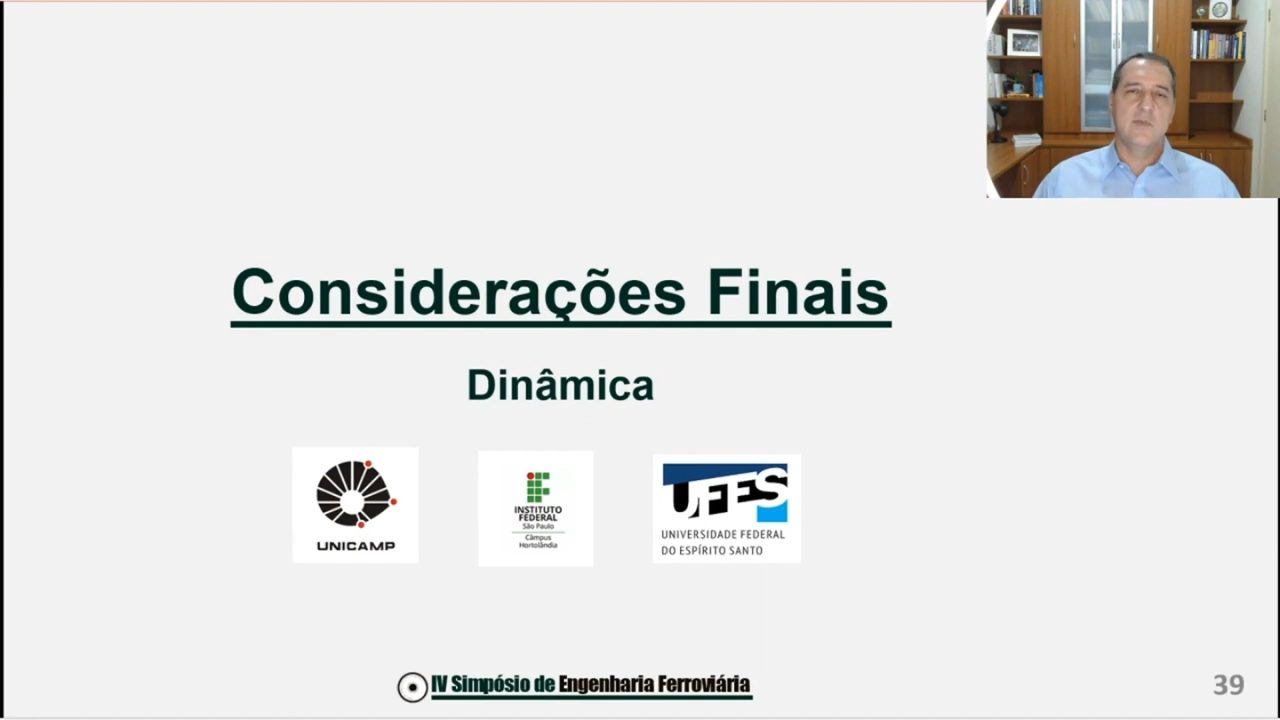 Considerações Finais
Dinâmica
UNICAMP
INSTITUTO
FEDERAL
São Paulo
Câmpus
Hortolândia
UFES
UNIVERSIDADE FEDERAL
DO ESPÍRITO SANTO
IV Simpósio de Engenharia Ferroviária
39